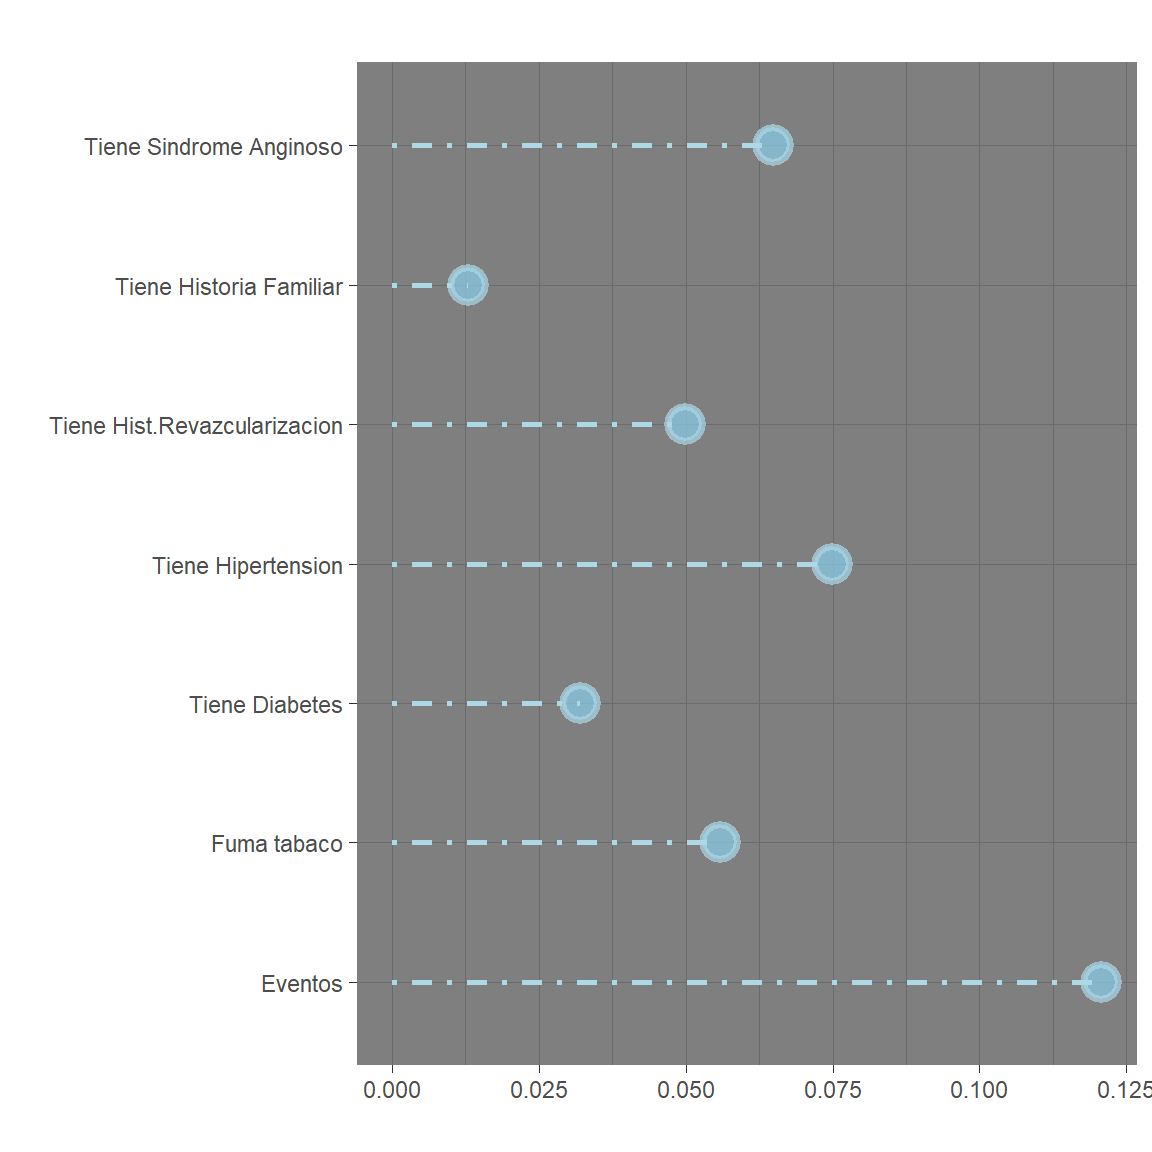 Tiene Sindrome Anginoso
Tiene Historia Familiar
Tiene Hist.Revazcularizacion
Tiene Hipertension
Tiene Diabetes
Fuma tabaco
Eventos
0.000 0.025 0.050 0.075 0.100 0.125